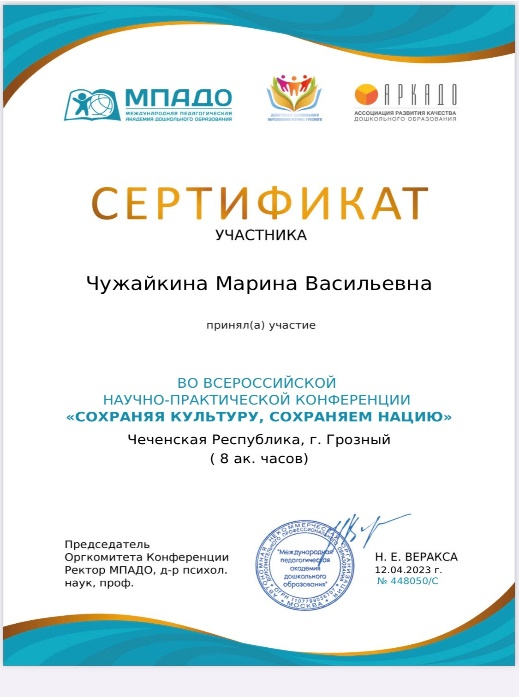 МПАДО
МЕЖДУНАРОДНАЯ ПЕДАГОГИЧЕСКАЯ
АКАДЕМИЯ ДОШКОЛЬНОГО ОБРАЗОВАНИЯ
АРКАДО
АССОЦИАЦИЯ РАЗВИТИЯ КАЧЕСТВА
ДОШКОЛЬНОГО ОБРАЗОВАНИЯ
СЕРТИФИКАТ
УЧАСТНИКА
Чужайкина Марина Васильевна
принял(а) участие
ВО ВСЕРОССИЙСКОЙ
НАУЧНО-ПРАКТИЧЕСКОЙ КОНФЕРЕНЦИИ
«СОХРАНЯЯ КУЛЬТУРУ, СОХРАНЯЕМ НАЦИЮ»
Чеченская Республика, г. Грозный
( 8 ак. часов)
Председатель
Оргкомитета Конференции
Ректор МПАДО, д-р психол.
наук, проф.
"Международная
педагогическая
академия
дошкольного
образования"
МОСКВА
Н. Е. ВЕРАКСА
12.04.2023 г.
№ 448050/С